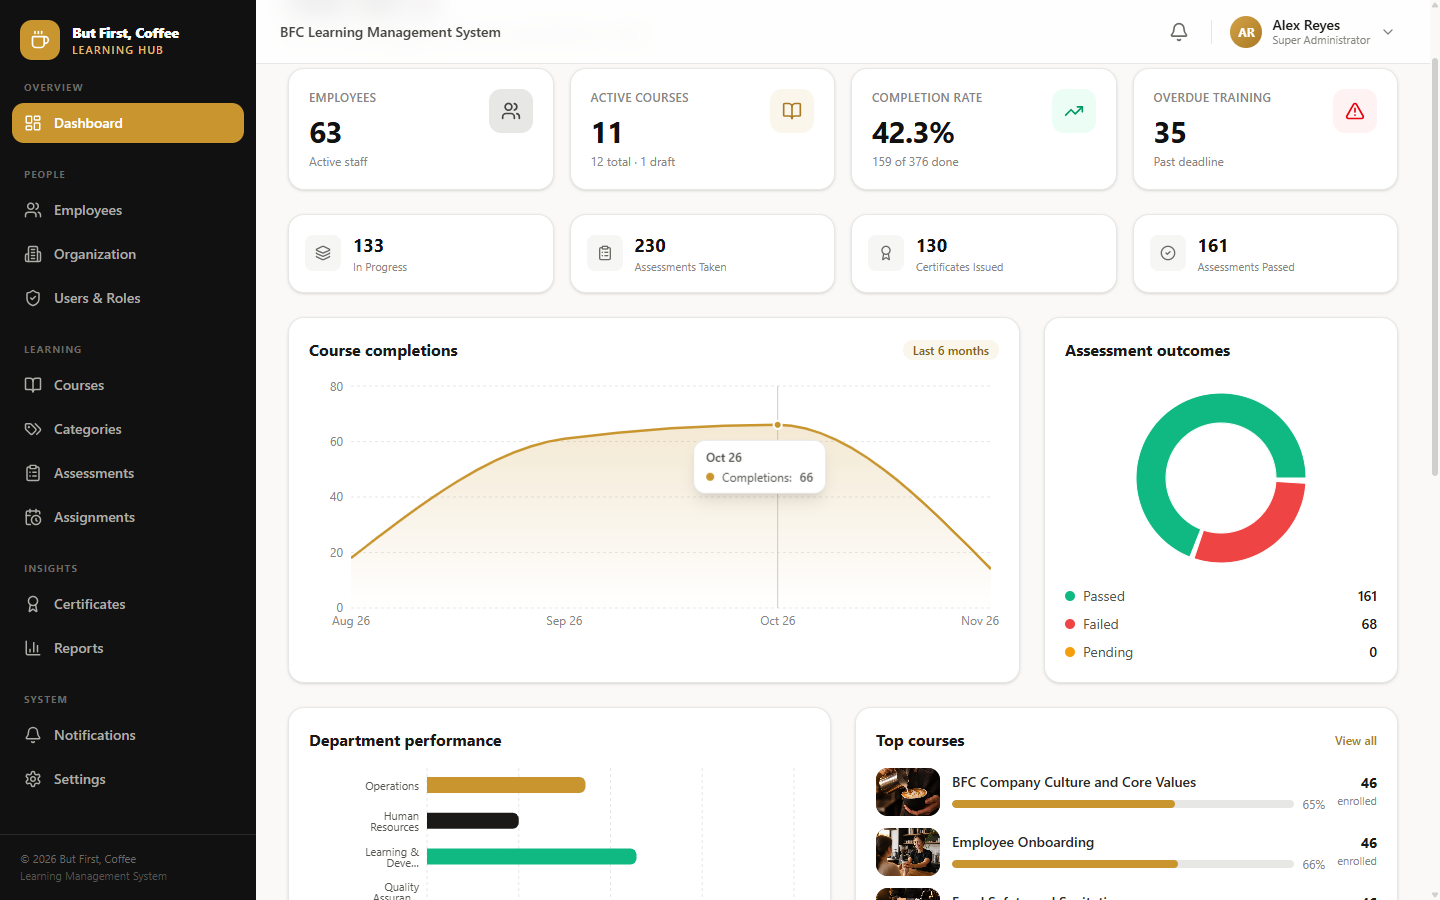 But First, Coffee
LEARNING HUB
OVERVIEW
Dashboard
PEOPLE
Employees
Organization
Users & Roles
LEARNING
Courses
Categories
Assessments
Assignments
INSIGHTS
Certificates
Reports
SYSTEM
Notifications
Settings
© 2026 But First, Coffee
Learning Management System
BFC Learning Management System
AR
Alex Reyes
Super Administrator
EMPLOYEES
63
Active staff
ACTIVE COURSES
11
12 total · 1 draft
COMPLETION RATE
42.3%
159 of 376 done
OVERDUE TRAINING
35
Past deadline
133
In Progress
230
Assessments Taken
130
Certificates Issued
161
Assessments Passed
Course completions
Last 6 months
80
60
40
20
0
Aug 26
Sep 26
Oct 26
Nov 26
Oct 26
Completions: 66
Assessment outcomes
Passed 161
Failed 68
Pending 0
Department performance
Operations
Human
Resources
Learning &
Deve...
Quality
Assuran...
Top courses
View all
BFC Company Culture and Core Values
65%
46
enrolled
Employee Onboarding
66%
46
enrolled